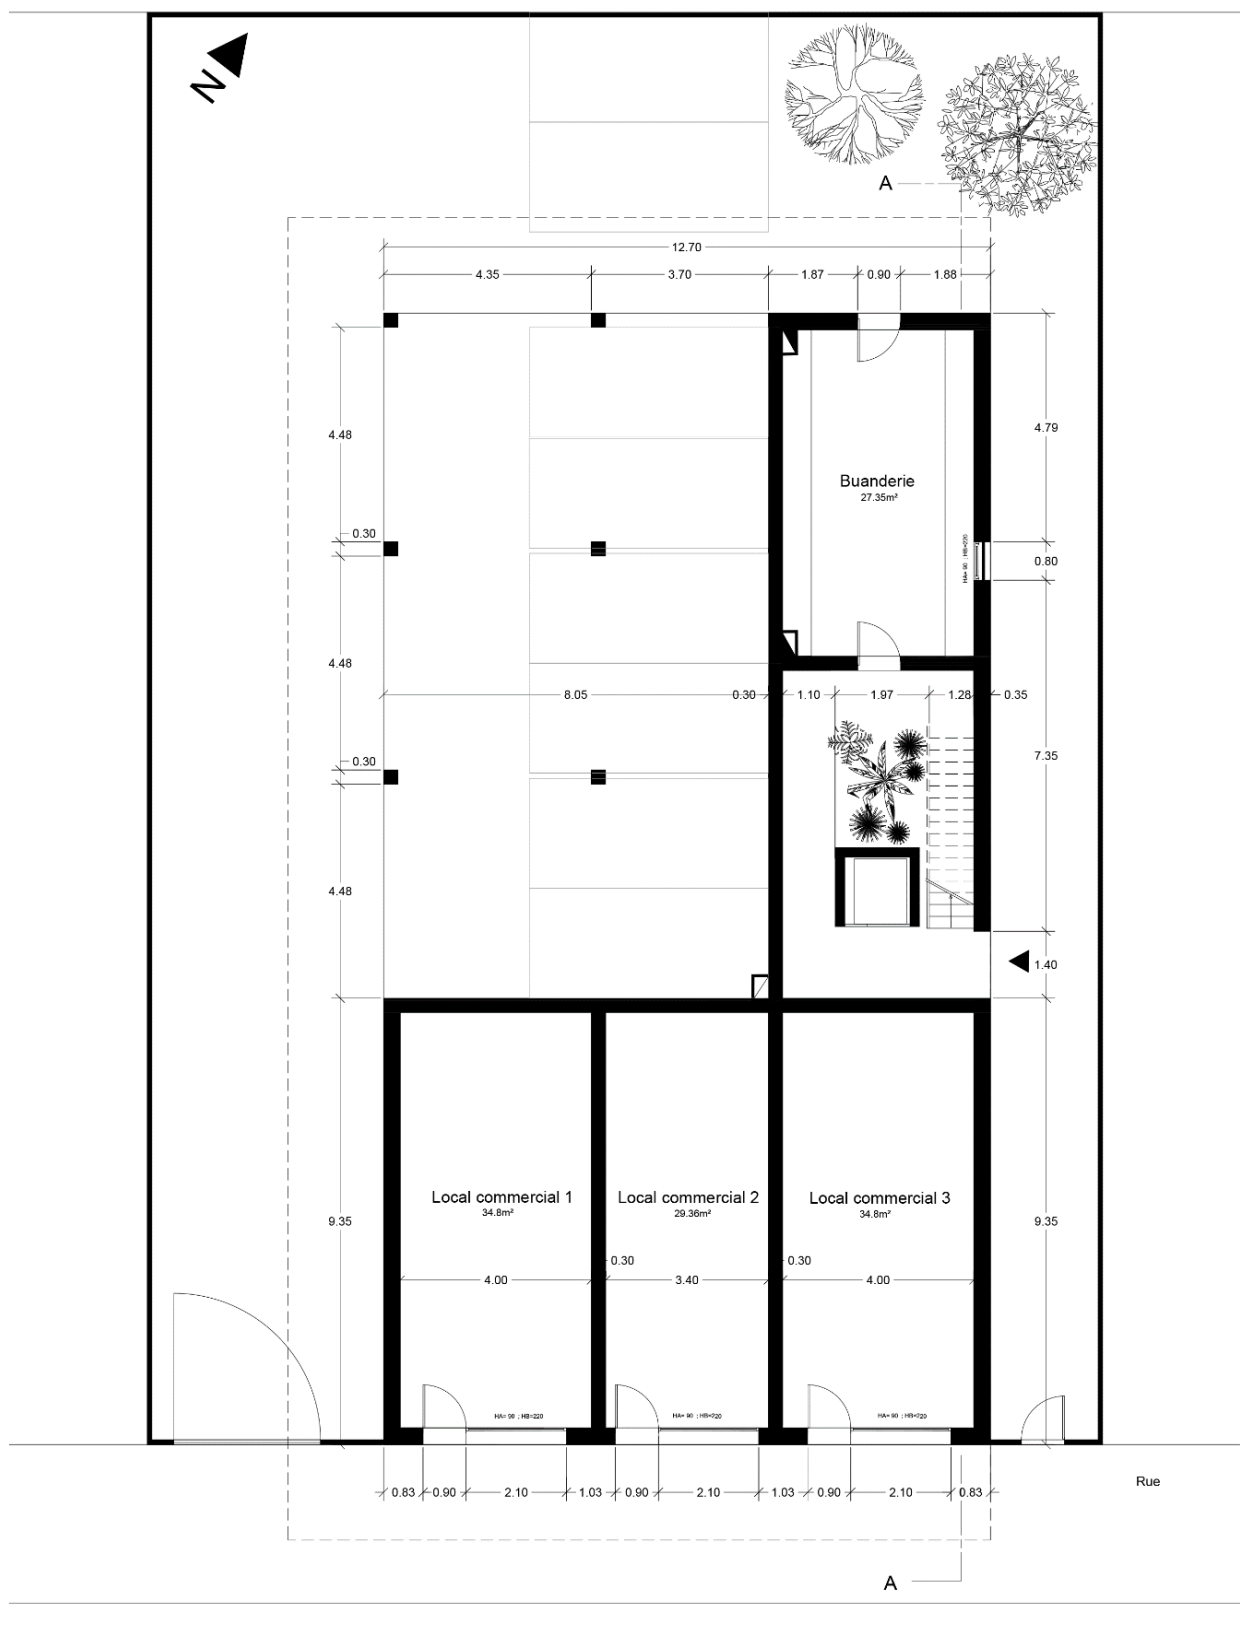 N
A
12.70
4.35 3.70 1.87 0.90 1.88
4.48
4.79
Buanderie
27.35m²
0.30
HA= 90 ; HB=220
0.80
4.48
8.05 0.30 1.10 1.97 1.28 0.35
7.35
0.30
4.48
1.40
Local commercial 1
34.8m²
Local commercial 2
29.36m²
Local commercial 3
34.8m²
9.35
9.35
0.30 0.30
4.00 3.40 4.00
HA= 90 ; HB=220
HA= 90 ; HB=220
HA= 90 ; HB=220
Rue
0.83 0.90 2.10 1.03 0.90 2.10 1.03 0.90 2.10 0.83
A